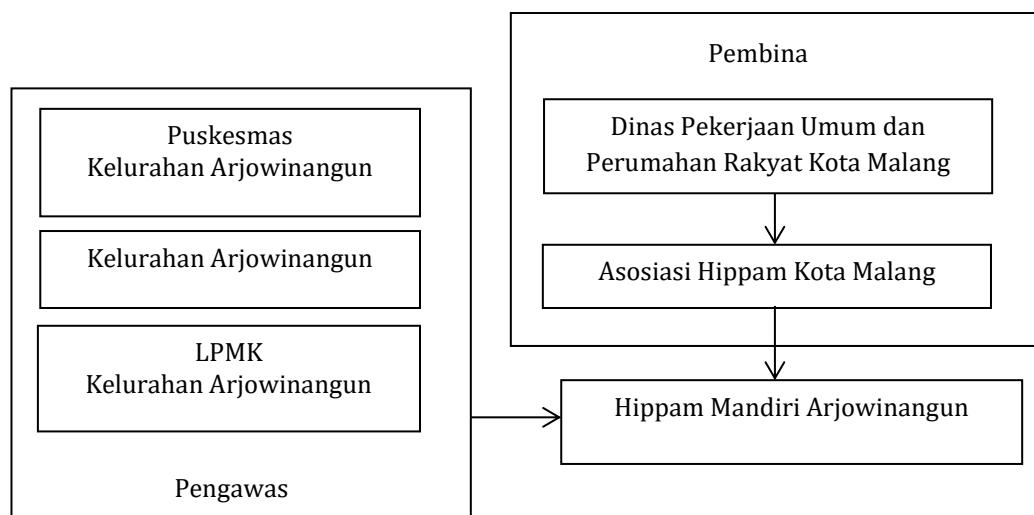 Pembina
Dinas Pekerjaan Umum dan
Perumahan Rakyat Kota Malang
Asosiasi Hippam Kota Malang
Puskesmas
Kelurahan Arjowinangun
Kelurahan Arjowinangun
LPMK
Kelurahan Arjowinangun
Pengawas
Hippam Mandiri Arjowinangun